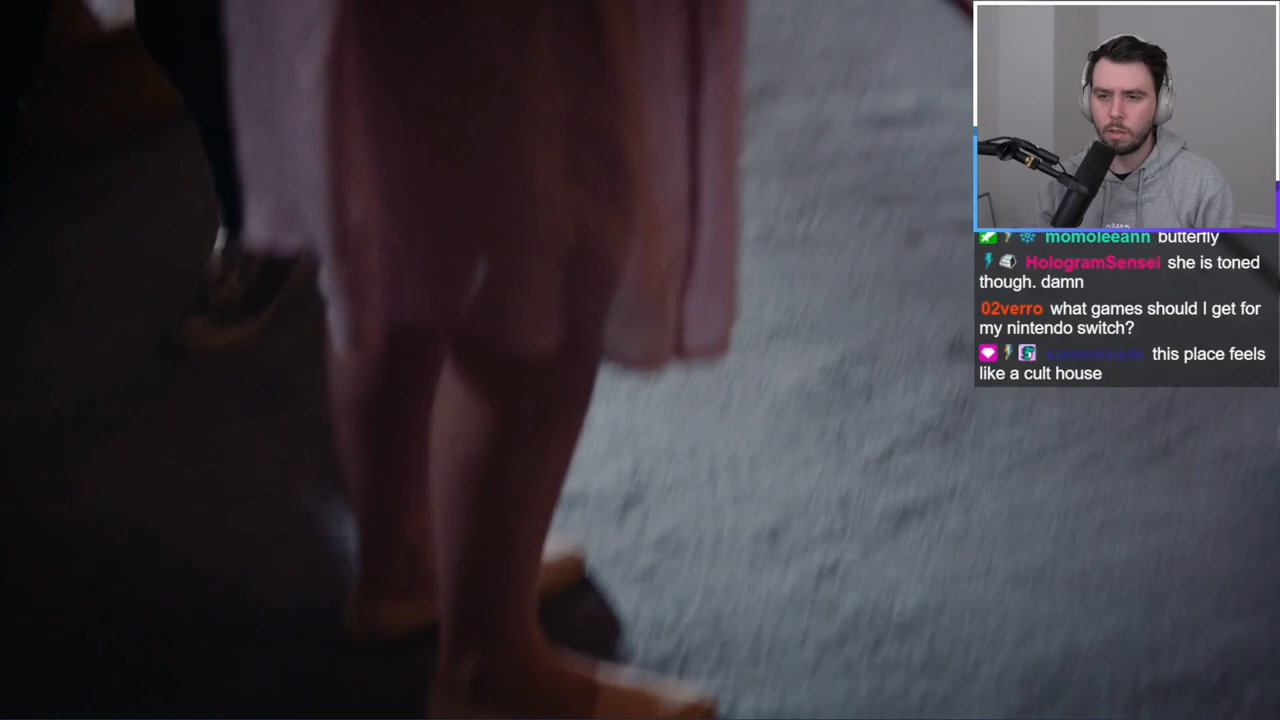 momoleeann butterfly
HologramSensei she is toned
though. damn
02verro what games should I get for
my nintendo switch?
this place feels
like a cult house